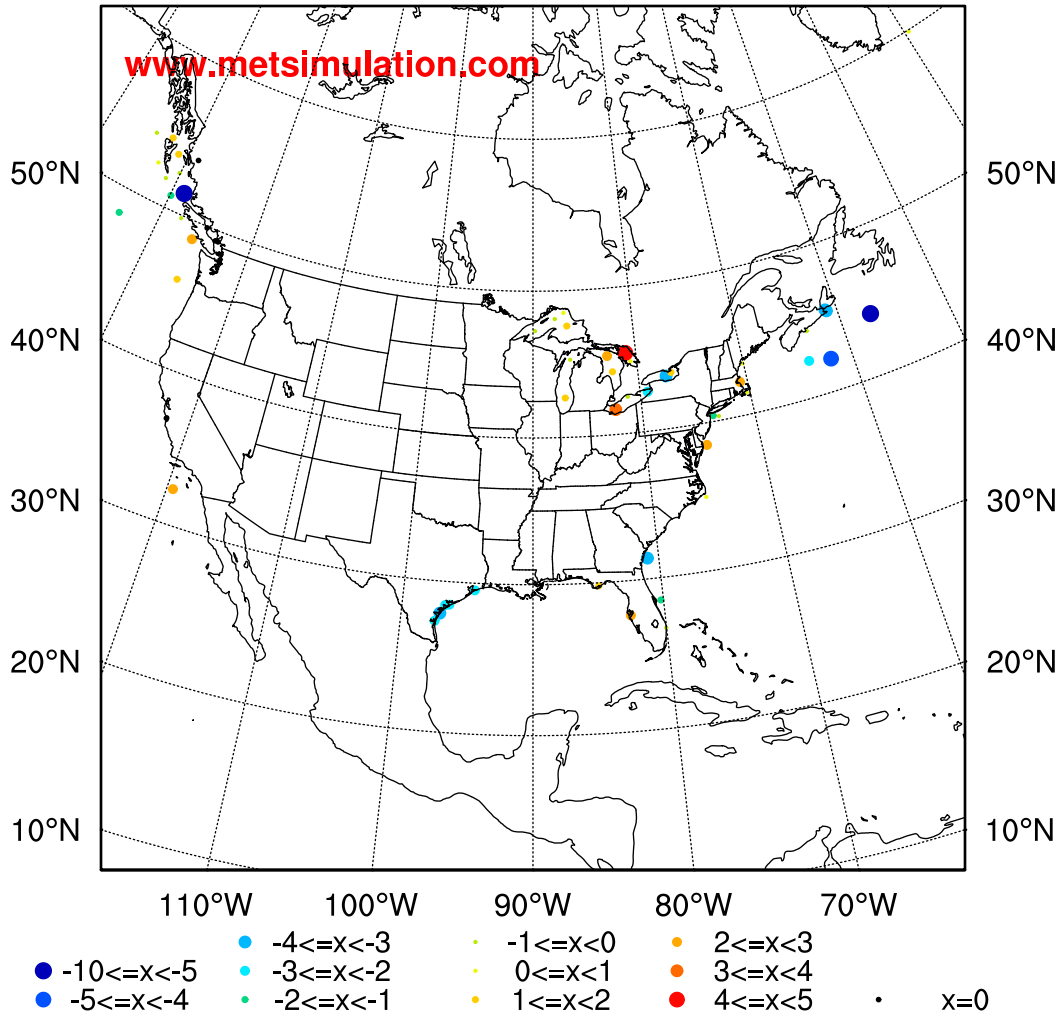 www.metsimulation.com
50°N 50°N
40°N 40°N
30°N 30°N
20°N 20°N
10°N 10°N
110°W 100°W 90°W 80°W 70°W
-4<=x<-3 -1<=x<0 2<=x<3
-10<=x<-5 -3<=x<-2 0<=x<1 3<=x<4
-5<=x<-4 -2<=x<-1 1<=x<2 4<=x<5 x=0